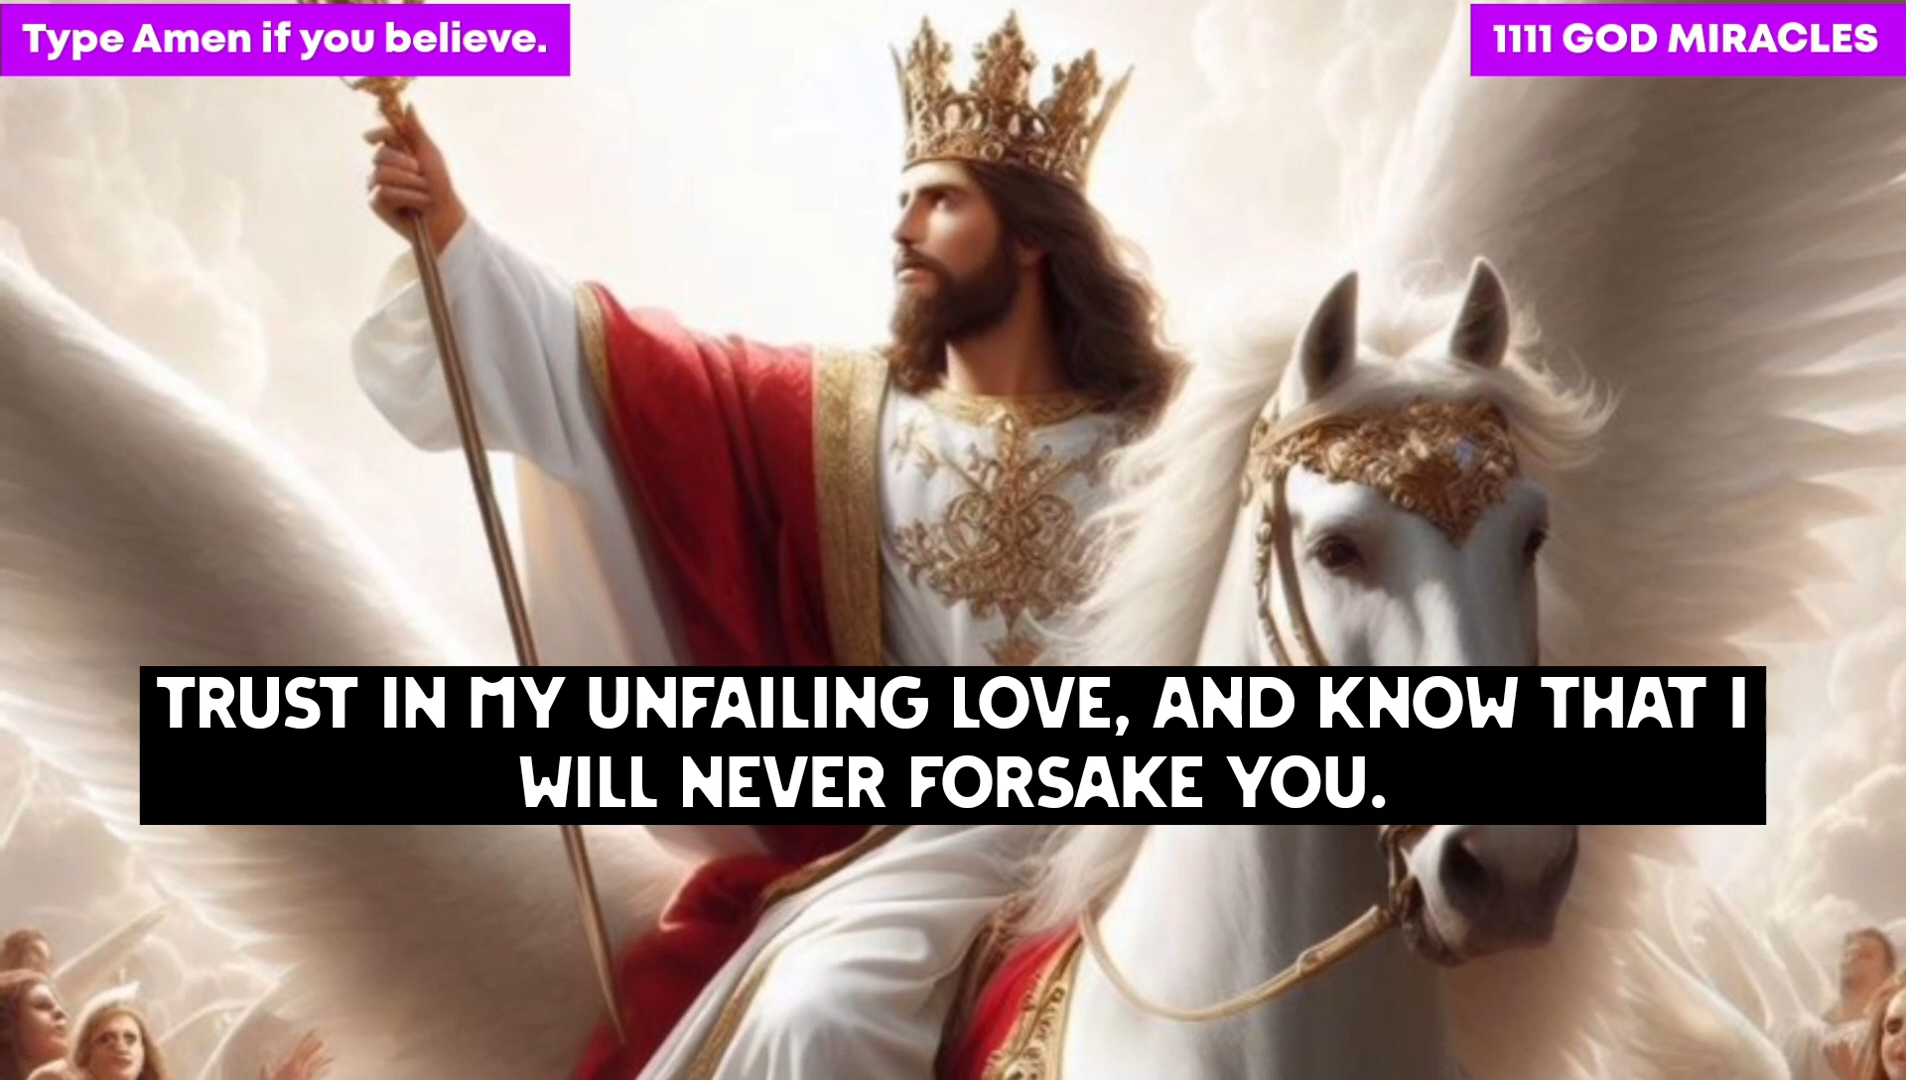 Type Amen if you believe.
1111 GOD MIRACLES
TRUST IN MY UNFAILING LOVE, AND KNOW THAT I
WILL NEVER FORSAKE YOU.